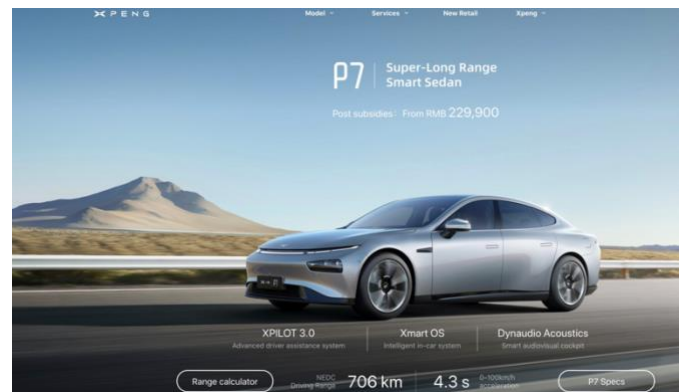 XPENG
Model Services New Retail Xpeng
P7
Super-Long Range
Smart Sedan
Post subsidies: From RMB 229,900
XPILOT 3.0 Xmart OS Dynaudio Acoustics
Advanced driver assistance system Intelligent in-car system Smart audiovisual cockpit
Range calculator
NEDC
Driving Range
706 km
4.3 s
0-100km/h
acceleration
P7 Specs